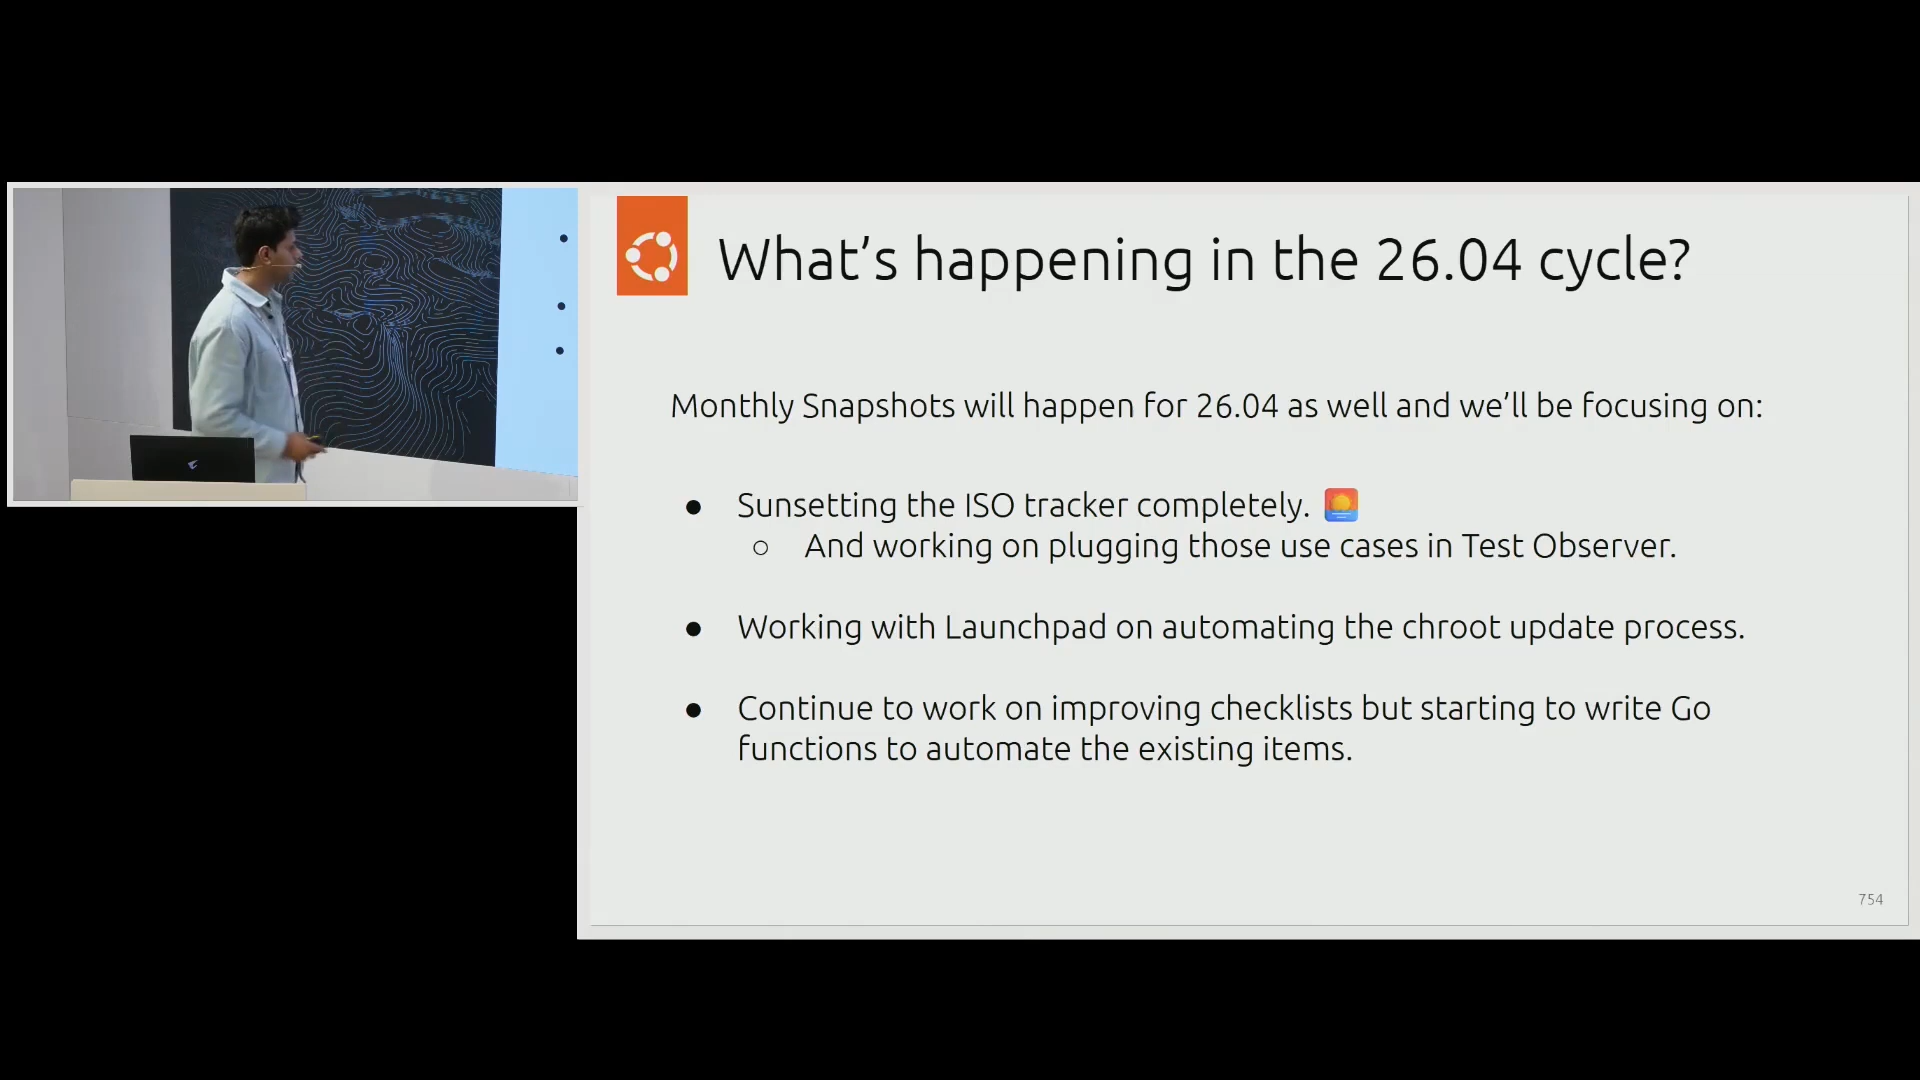 What’s happening in the 26.04 cycle?
Monthly Snapshots will happen for 26.04 as well and we’ll be focusing on:
● Sunsetting the ISO tracker completely. 🌅
○ And working on plugging those use cases in Test Observer.
● Working with Launchpad on automating the chroot update process.
● Continue to work on improving checklists but starting to write Go
functions to automate the existing items.
754